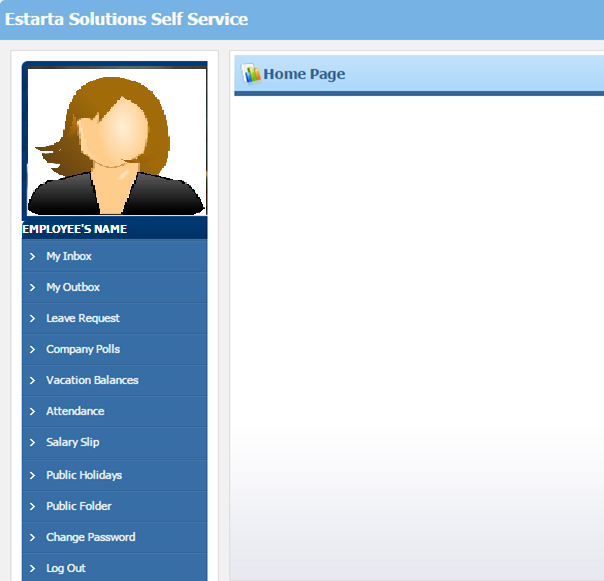 Estarta Solutions Self Service
Home Page
EMPLOYEE'S NAME
My Inbox
My Outbox
Leave Request
Company Polls
Vacation Balances
Attendance
Salary Slip
Public Holidays
Public Folder
Change Password
Log Out